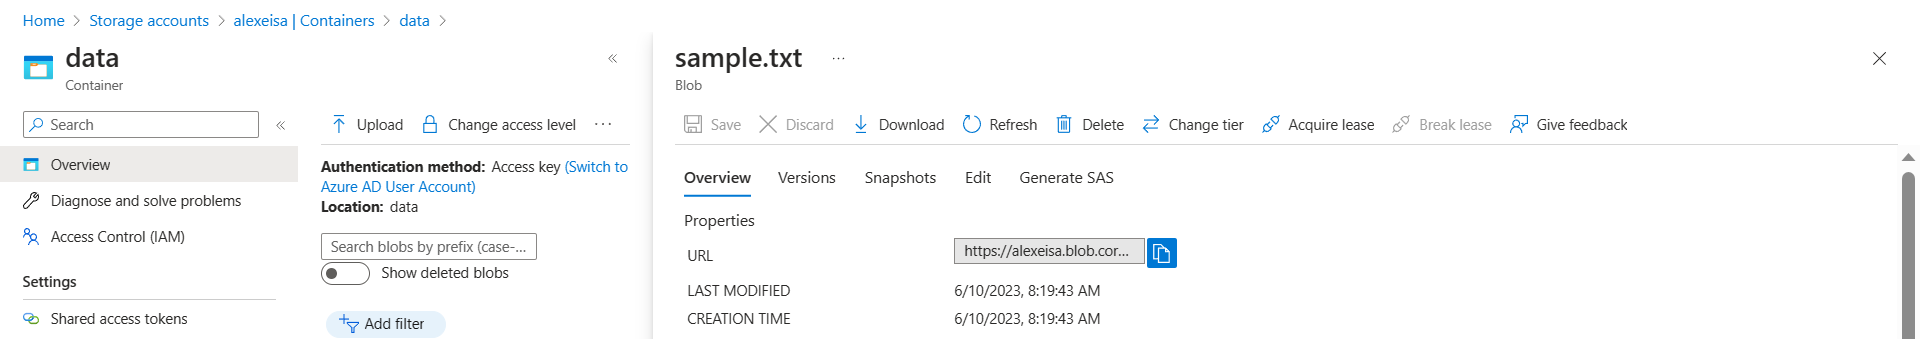 Home > Storage accounts > alexeisa | Containers > data >
data
Container
«
Search
«
Overview
Diagnose and solve problems
Access Control (IAM)
Settings
Shared access tokens
Upload Change access level ...
Authentication method: Access key (Switch to
Azure AD User Account)
Location: data
Search blobs by prefix (case-...
Show deleted blobs
Add filter
sample.txt ...
Blob
Save Discard Download Refresh Delete Change tier Acquire lease Break lease Give feedback
Overview Versions Snapshots Edit Generate SAS
Properties
URL https://alexeisa.blob.cor...
LAST MODIFIED 6/10/2023, 8:19:43 AM
CREATION TIME 6/10/2023, 8:19:43 AM